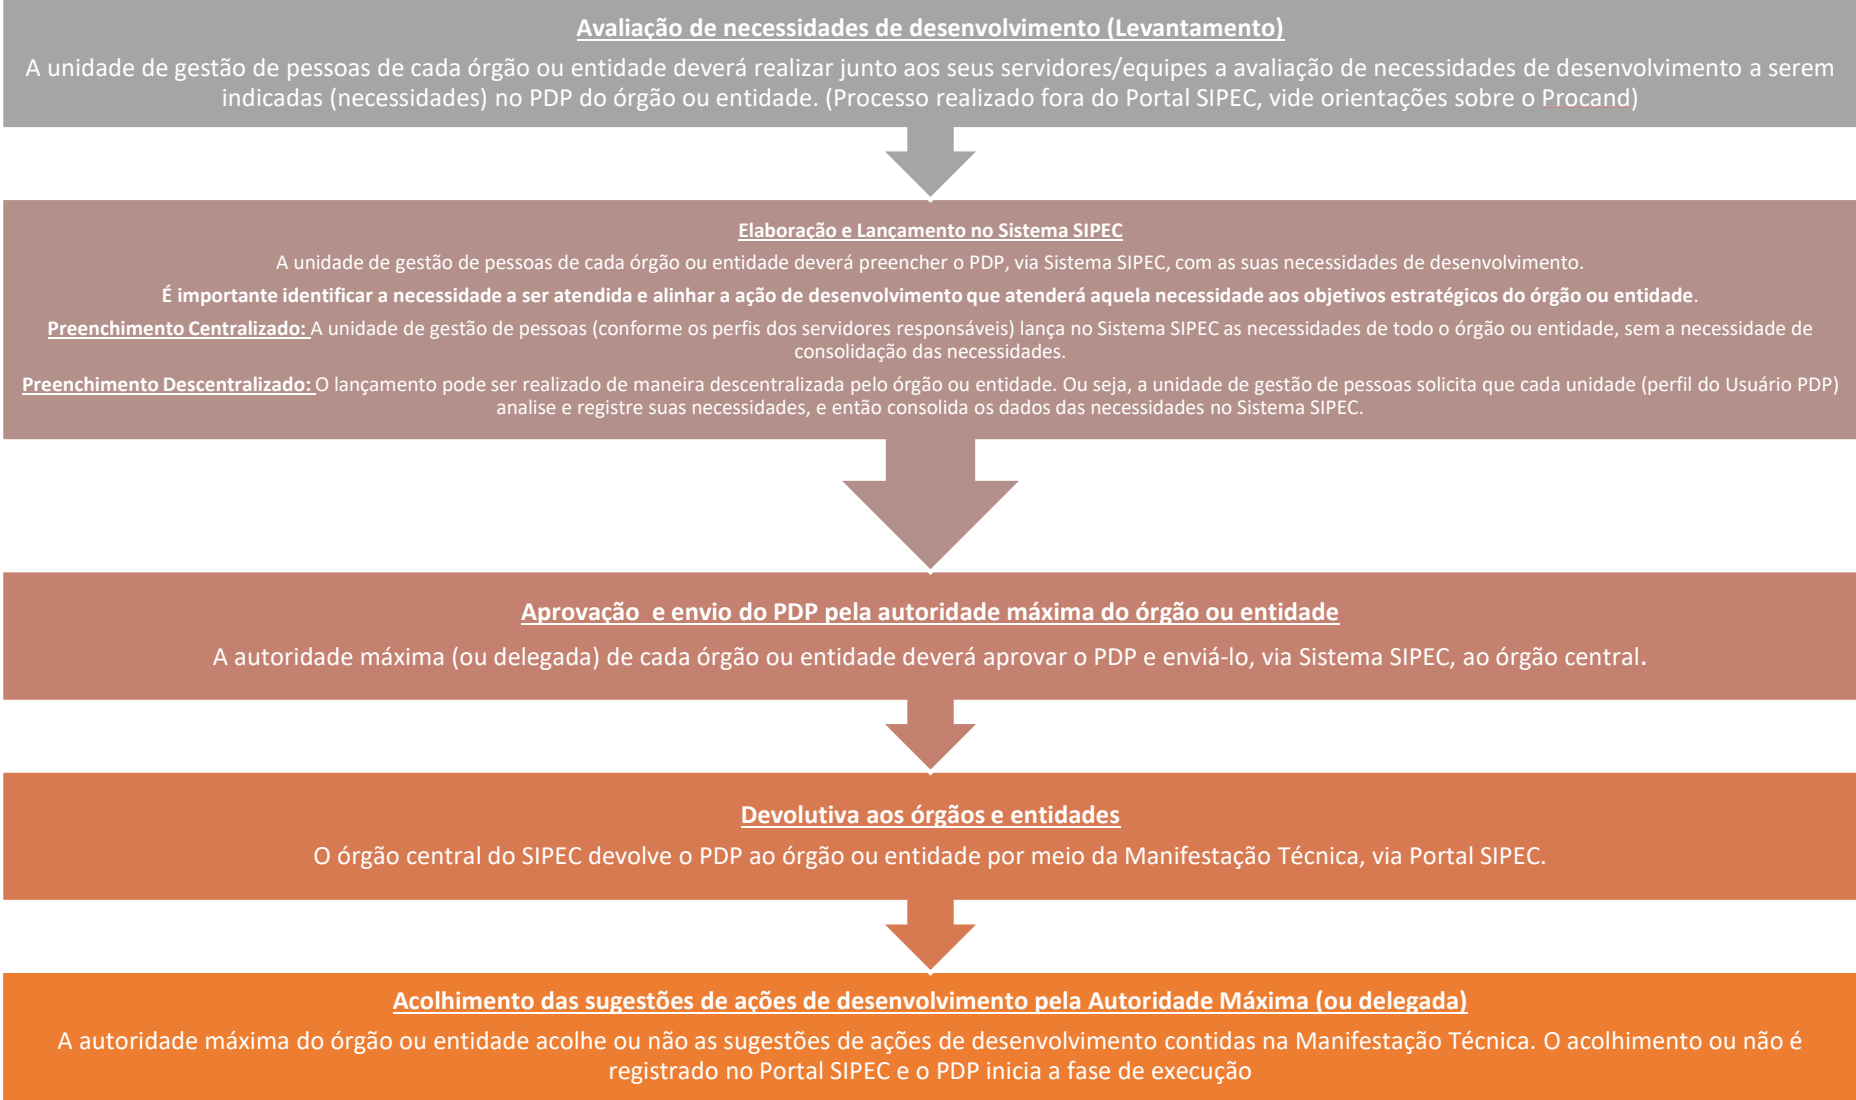 Avaliação de necessidades de desenvolvimento (Levantamento)
A unidade de gestão de pessoas de cada órgão ou entidade deverá realizar junto aos seus servidores/equipes a avaliação de necessidades de desenvolvimento a serem
indicadas (necessidades) no PDP do órgão ou entidade. (Processo realizado fora do Portal SIPEC, vide orientações sobre o Procand)
Elaboração e Lançamento no Sistema SIPEC
A unidade de gestão de pessoas de cada órgão ou entidade deverá preencher o PDP, via Sistema SIPEC, com as suas necessidades de desenvolvimento.
É importante identificar a necessidade a ser atendida e alinhar a ação de desenvolvimento que atenderá aquela necessidade aos objetivos estratégicos do órgão ou entidade.
Preenchimento Centralizado: A unidade de gestão de pessoas (conforme os perfis dos servidores responsáveis) lança no Sistema SIPEC as necessidades de todo o órgão ou entidade, sem a necessidade de
consolidação das necessidades.
Preenchimento Descentralizado: O lançamento pode ser realizado de maneira descentralizada pelo órgão ou entidade. Ou seja, a unidade de gestão de pessoas solicita que cada unidade (perfil do Usuário PDP)
analise e registre suas necessidades, e então consolida os dados das necessidades no Sistema SIPEC.
Aprovação e envio do PDP pela autoridade máxima do órgão ou entidade
A autoridade máxima (ou delegada) de cada órgão ou entidade deverá aprovar o PDP e enviá-lo, via Sistema SIPEC, ao órgão central.
Devolutiva aos órgãos e entidades
O órgão central do SIPEC devolve o PDP ao órgão ou entidade por meio da Manifestação Técnica, via Portal SIPEC.
Acolhimento das sugestões de ações de desenvolvimento pela Autoridade Máxima (ou delegada)
A autoridade máxima do órgão ou entidade acolhe ou não as sugestões de ações de desenvolvimento contidas na Manifestação Técnica. O acolhimento ou não é
registrado no Portal SIPEC e o PDP inicia a fase de execução